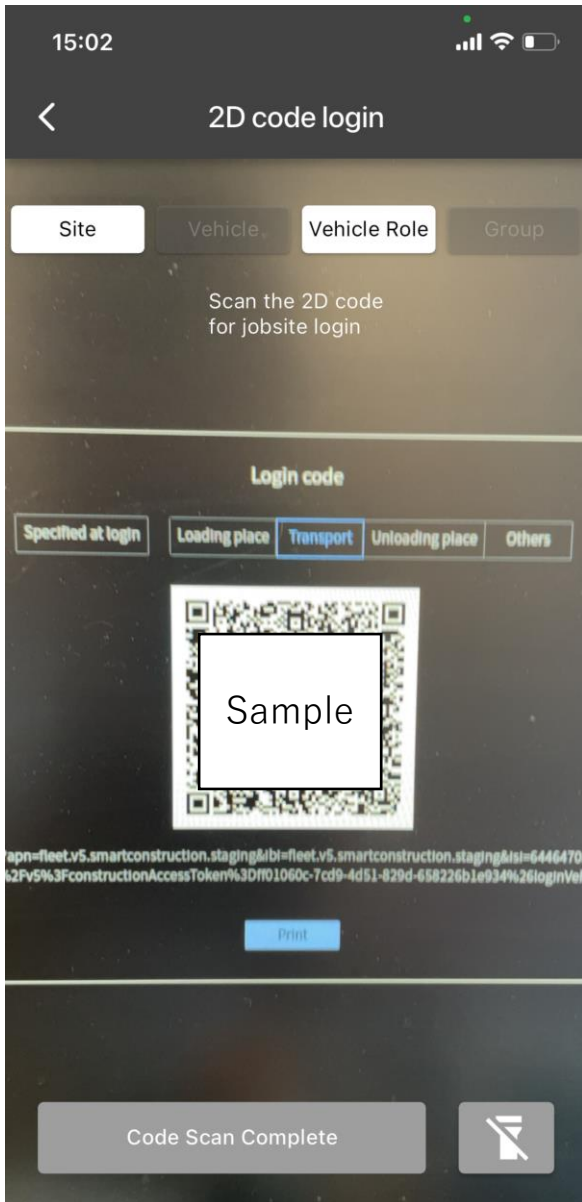 15:02
2D code login
Site
Vehicle
Vehicle Role
Group
Scan the 2D code
for jobsite login
Login code
Specified at login
Loading place
Transport
Unloading place
Others
Sample
?apn=fleet.v5.smartconstruction.staging&ibi=fleet.v5.smartconstruction.staging&isi=6446470
%2Fv5%3FconstructionAccessToken%3Dff01060c-7cd9-4d51-829d-658226b1e934%26loginVe
Print
Code Scan Complete